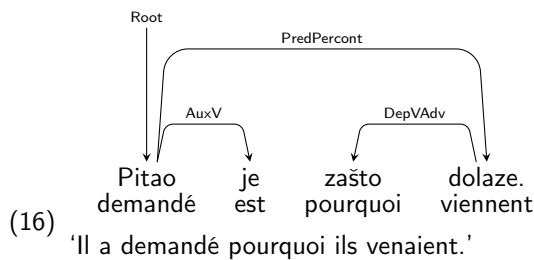 Root
PredPercont
AuxV DepVAdv
Pitao je zašto dolaze.
demandé est pourquoi viennent
(16)
‘Il a demandé pourquoi ils venaient.’